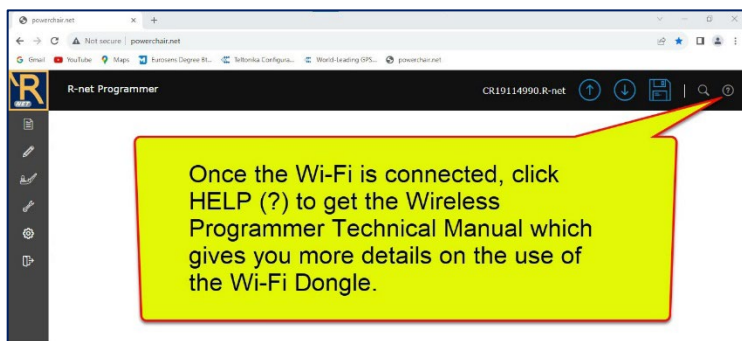 powerchair.net
Not secure | powerchair.net
Gmail YouTube Maps Eurosens Degree Bt... Teltonika Configura... World-Leading GPS... powerchair.net
R
NET
R-net Programmer
CR19114990.R-net
Once the Wi-Fi is connected, click
HELP (?) to get the Wireless
Programmer Technical Manual which
gives you more details on the use of
the Wi-Fi Dongle.